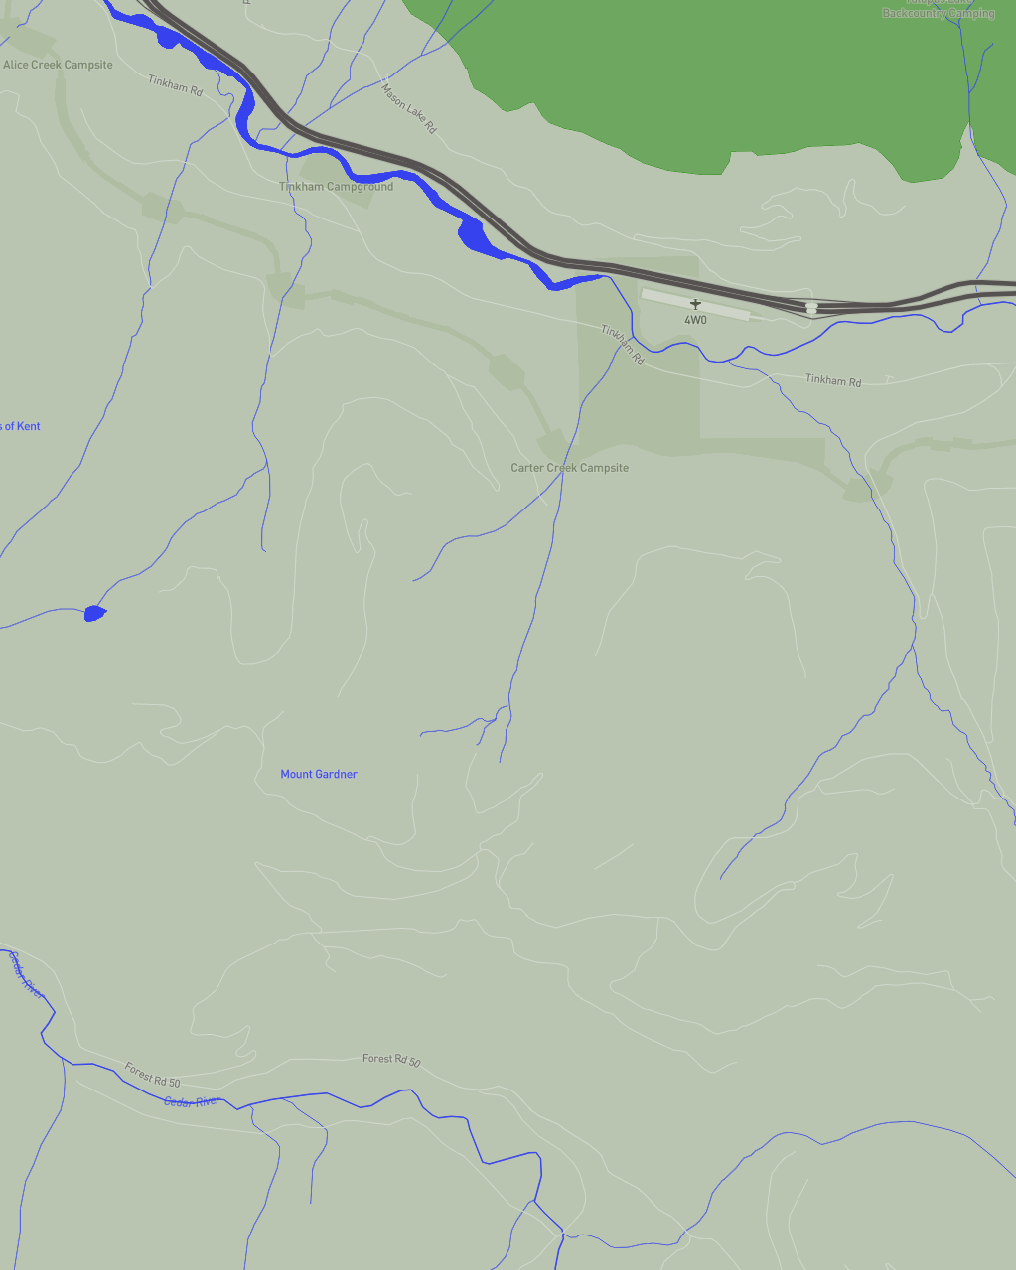 Backcountry Camping
Alice Creek Campsite
Tinkham Rd
Mason Lake Rd
Tinkham Campground
4W0
Tinkham Rd
Tinkham Rd
s of Kent
Carter Creek Campsite
Mount Gardner
Cedar River
Forest Rd 50
Forest Rd 50
Cedar River